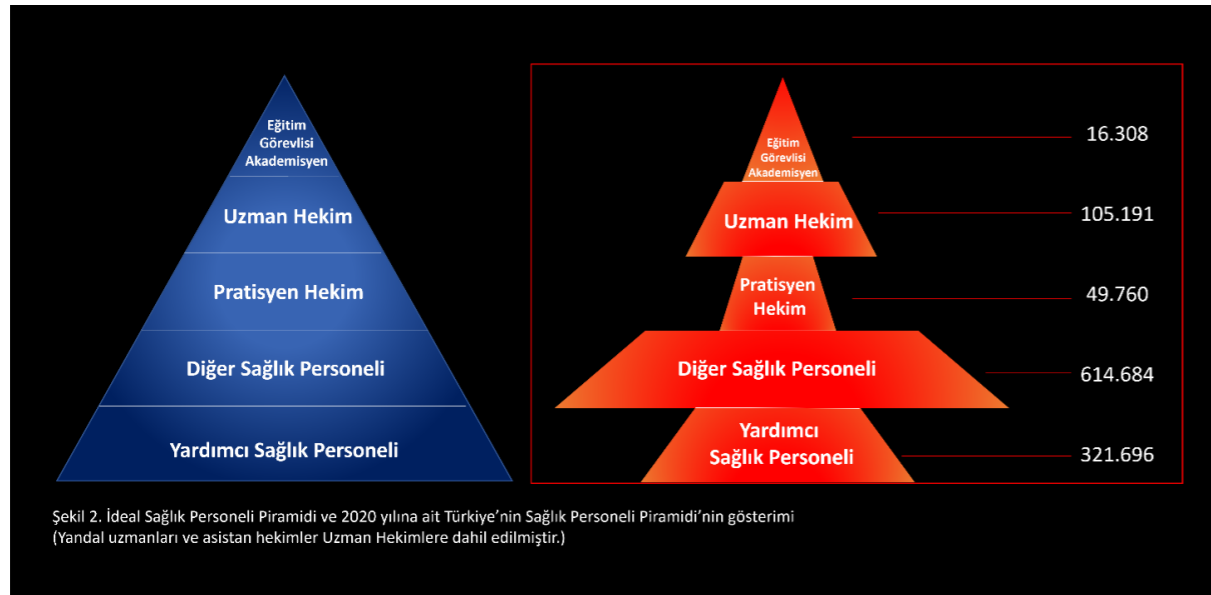 Eğitim
Görevlisi
Akademisyen
Uzman Hekim
Pratisyen Hekim
Diğer Sağlık Personeli
Yardımcı Sağlık Personeli
Eğitim
Görevlisi
Akademisyen
16.308
Uzman Hekim
105.191
Pratisyen
Hekim
49.760
Diğer Sağlık Personeli
614.684
Yardımcı
Sağlık Personeli
321.696
Şekil 2. İdeal Sağlık Personeli Piramidi ve 2020 yılına ait Türkiye’nin Sağlık Personeli Piramidi’nin gösterimi
(Yandal uzmanları ve asistan hekimler Uzman Hekimlere dahil edilmiştir.)